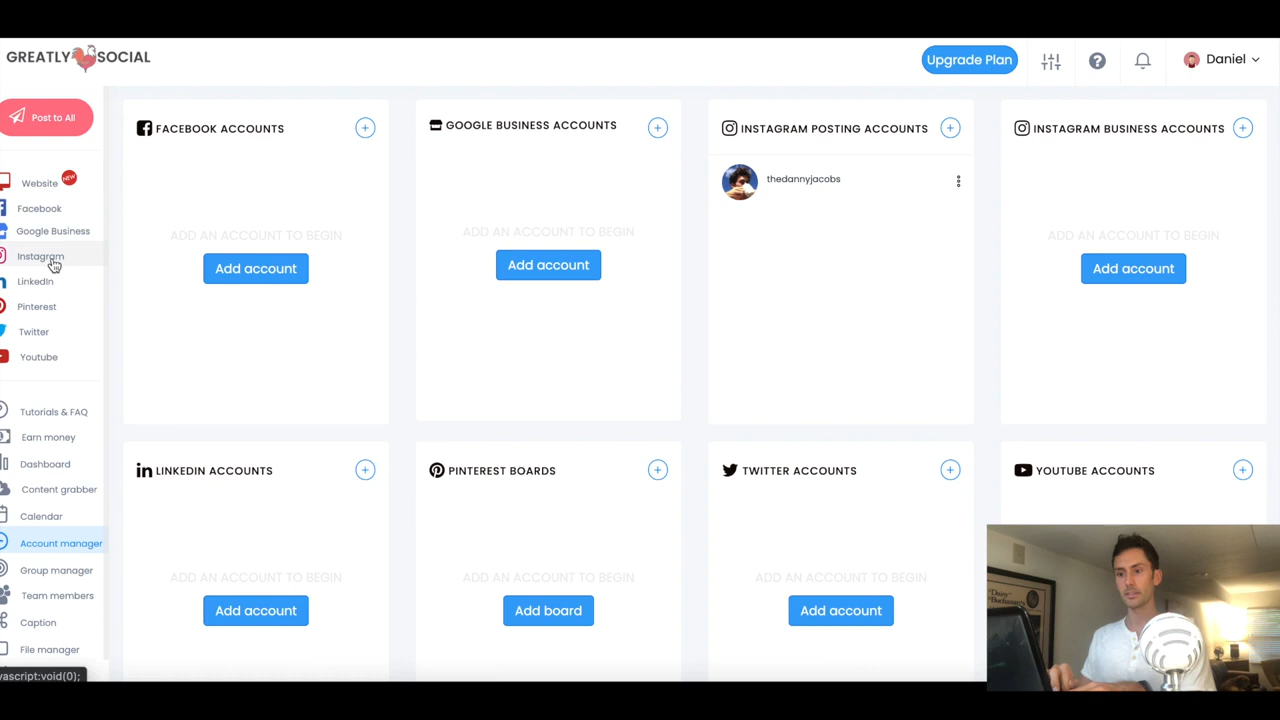 GREATLY SOCIAL
Upgrade Plan
Daniel
Post to All
Website NEW
Facebook
Google Business
Instagram
LinkedIn
Pinterest
Twitter
Youtube
Tutorials & FAQ
Earn money
Dashboard
Content grabber
Calendar
Account manager
Group manager
Team members
Caption
File manager
vascript:void(0);
FACEBOOK ACCOUNTS
ADD AN ACCOUNT TO BEGIN
Add account
GOOGLE BUSINESS ACCOUNTS
ADD AN ACCOUNT TO BEGIN
Add account
INSTAGRAM POSTING ACCOUNTS
thedannyjacobs
INSTAGRAM BUSINESS ACCOUNTS
ADD AN ACCOUNT TO BEGIN
Add account
LINKEDIN ACCOUNTS
ADD AN ACCOUNT TO BEGIN
Add account
PINTEREST BOARDS
ADD AN ACCOUNT TO BEGIN
Add board
TWITTER ACCOUNTS
ADD AN ACCOUNT TO BEGIN
Add account
YOUTUBE ACCOUNTS
"Daisy
Buchanan"